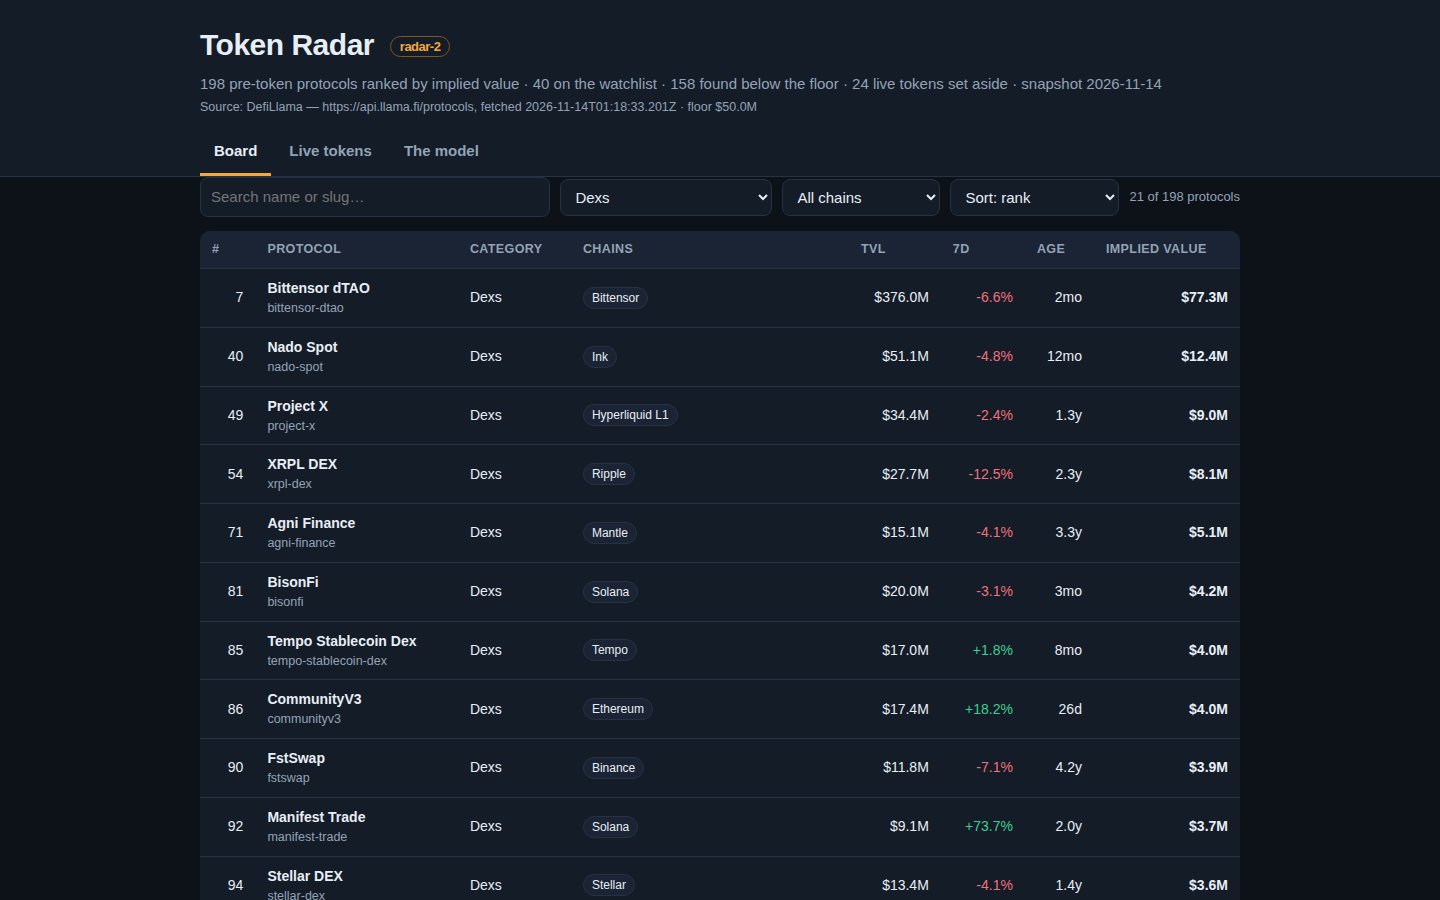 Token Radar radar-2
198 pre-token protocols ranked by implied value · 40 on the watchlist · 158 found below the floor · 24 live tokens set aside · snapshot 2026-11-14
Source: DefiLlama — https://api.llama.fi/protocols, fetched 2026-11-14T01:18:33.201Z · floor $50.0M
Board Live tokens The model
Search name or slug… Dexs All chains Sort: rank 21 of 198 protocols
# PROTOCOL CATEGORY CHAINS TVL 7D AGE IMPLIED VALUE
7 Bittensor dTAO Dexs Bittensor $376.0M -6.6% 2mo $77.3M
bittensor-dtao
40 Nado Spot Dexs Ink $51.1M -4.8% 12mo $12.4M
nado-spot
49 Project X Dexs Hyperliquid L1 $34.4M -2.4% 1.3y $9.0M
project-x
54 XRPL DEX Dexs Ripple $27.7M -12.5% 2.3y $8.1M
xrpl-dex
71 Agni Finance Dexs Mantle $15.1M -4.1% 3.3y $5.1M
agni-finance
81 BisonFi Dexs Solana $20.0M -3.1% 3mo $4.2M
bisonfi
85 Tempo Stablecoin Dex Dexs Tempo $17.0M +1.8% 8mo $4.0M
tempo-stablecoin-dex
86 CommunityV3 Dexs Ethereum $17.4M +18.2% 26d $4.0M
communityv3
90 FstSwap Dexs Binance $11.8M -7.1% 4.2y $3.9M
fstswap
92 Manifest Trade Dexs Solana $9.1M +73.7% 2.0y $3.7M
manifest-trade
94 Stellar DEX Dexs Stellar $13.4M -4.1% 1.4y $3.6M
stellar-dex